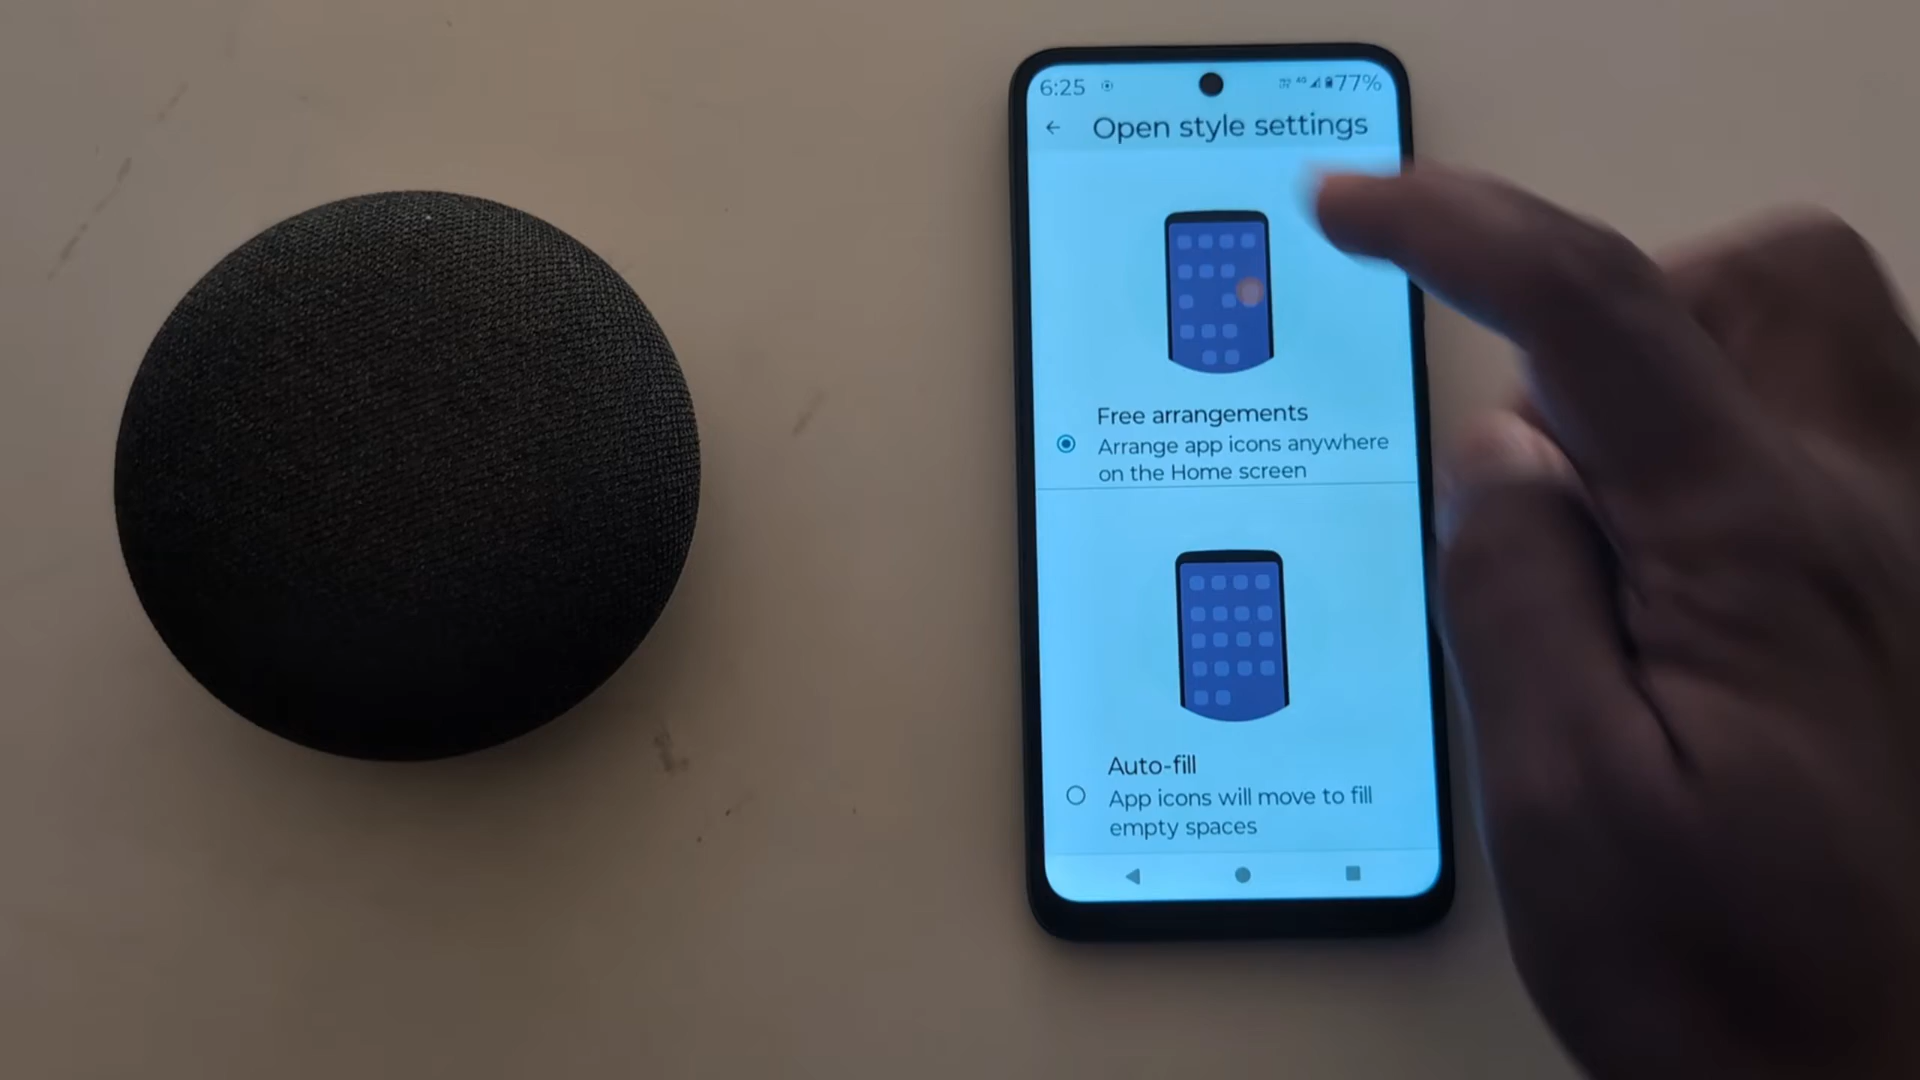 6:25 77%
Open style settings
Free arrangements
Arrange app icons anywhere
on the Home screen
Auto-fill
App icons will move to fill
empty spaces